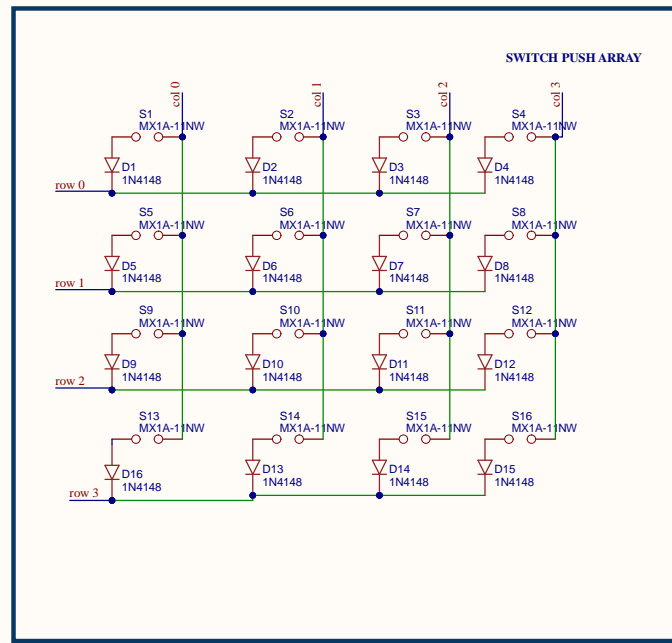 SWITCH PUSH ARRAY
col 0
col 1
col 2
col 3
S1
MX1A-11NW
S2
MX1A-11NW
S3
MX1A-11NW
S4
MX1A-11NW
D1
1N4148
D2
1N4148
D3
1N4148
D4
1N4148
row 0
S5
MX1A-11NW
S6
MX1A-11NW
S7
MX1A-11NW
S8
MX1A-11NW
D5
1N4148
D6
1N4148
D7
1N4148
D8
1N4148
row 1
S9
MX1A-11NW
S10
MX1A-11NW
S11
MX1A-11NW
S12
MX1A-11NW
D9
1N4148
D10
1N4148
D11
1N4148
D12
1N4148
row 2
S13
MX1A-11NW
S14
MX1A-11NW
S15
MX1A-11NW
S16
MX1A-11NW
D16
1N4148
D13
1N4148
D14
1N4148
D15
1N4148
row 3